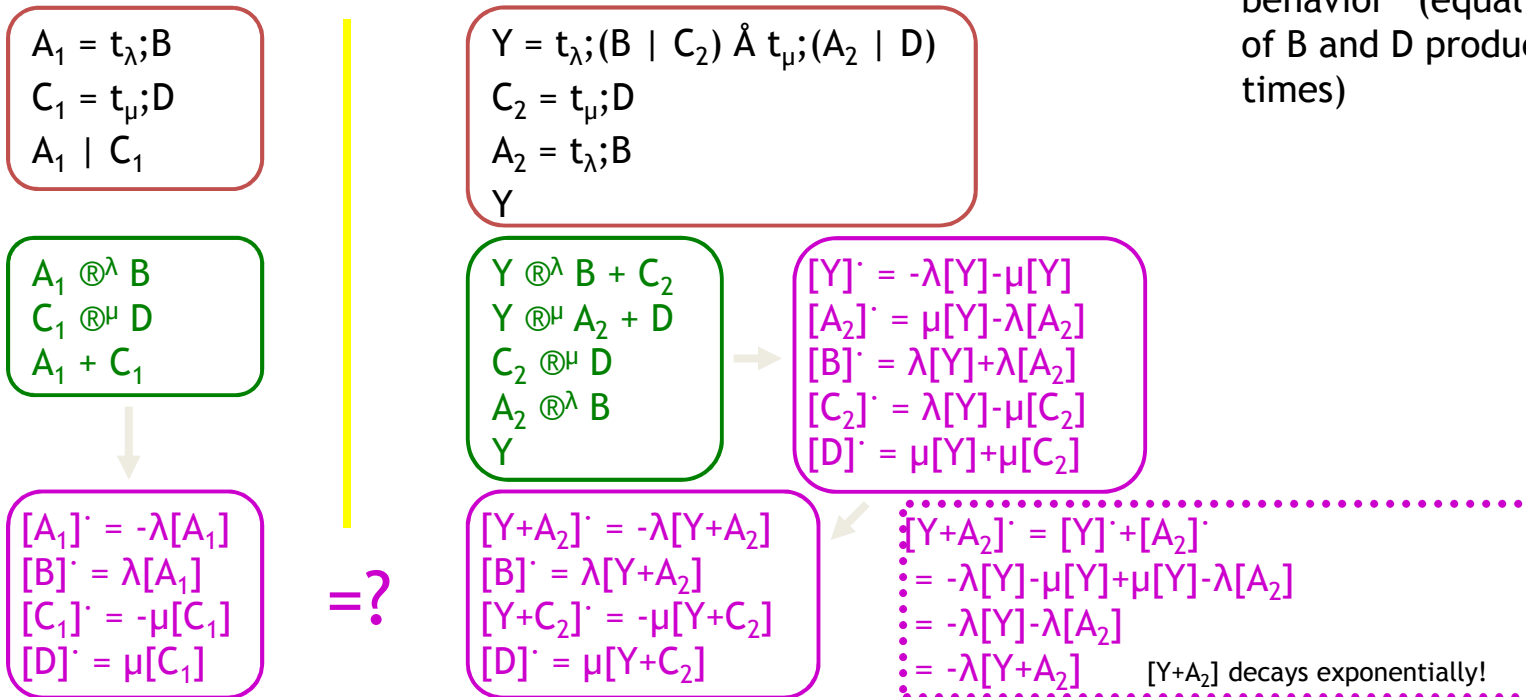 behavior" (equal
of B and D produc
times)
A₁ = t_λ;B
C₁ = t_μ;D
A₁ | C₁
Y = t_λ;(B | C₂) Å t_μ;(A₂ | D)
C₂ = t_μ;D
A₂ = t_λ;B
Y
A₁ ®^λ B
C₁ ®^μ D
A₁ + C₁
Y ®^λ B + C₂
Y ®^μ A₂ + D
C₂ ®^μ D
A₂ ®^λ B
Y
[Y]˙ = -λ[Y]-μ[Y]
[A₂]˙ = μ[Y]-λ[A₂]
[B]˙ = λ[Y]+λ[A₂]
[C₂]˙ = λ[Y]-μ[C₂]
[D]˙ = μ[Y]+μ[C₂]
[A₁]˙ = -λ[A₁]
[B]˙ = λ[A₁]
[C₁]˙ = -μ[C₁]
[D]˙ = μ[C₁]
=?
[Y+A₂]˙ = -λ[Y+A₂]
[B]˙ = λ[Y+A₂]
[Y+C₂]˙ = -μ[Y+C₂]
[D]˙ = μ[Y+C₂]
[Y+A₂]˙ = [Y]˙+[A₂]˙
= -λ[Y]-μ[Y]+μ[Y]-λ[A₂]
= -λ[Y]-λ[A₂]
= -λ[Y+A₂] [Y+A₂] decays exponentially!